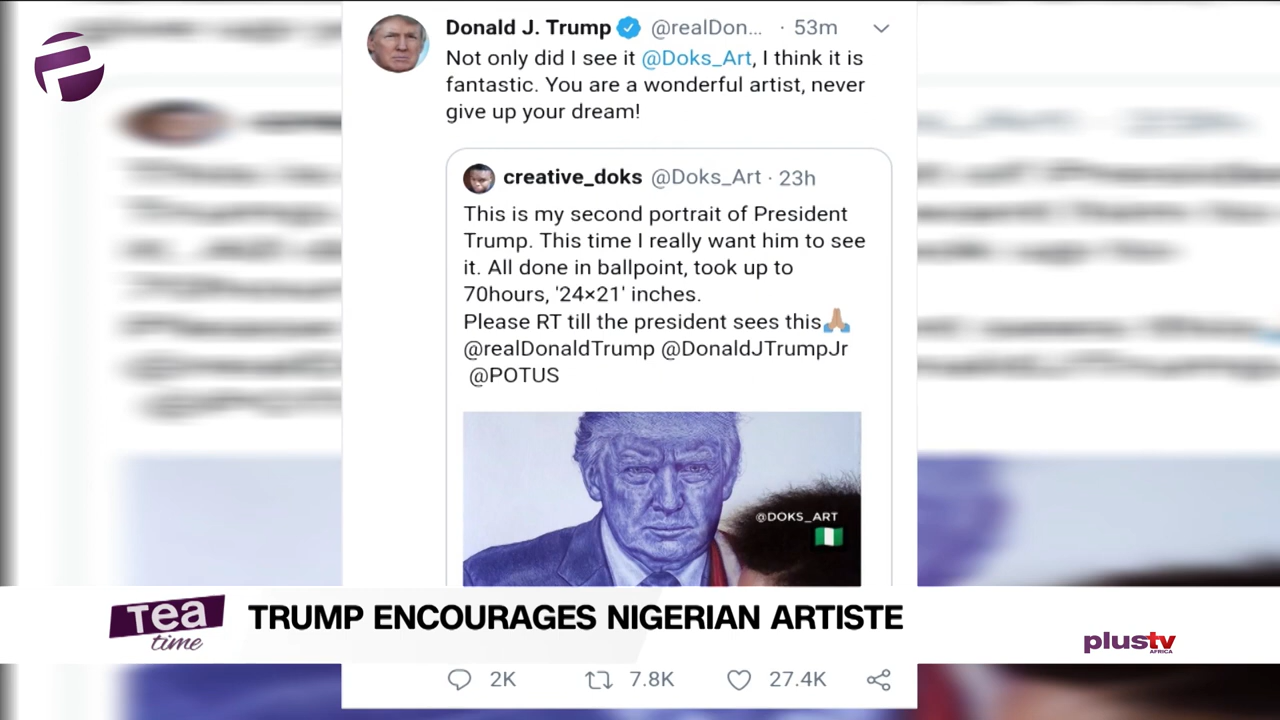 Donald J. Trump @realDon... · 53m
Not only did I see it @Doks_Art, I think it is
fantastic. You are a wonderful artist, never
give up your dream!
creative_doks @Doks_Art · 23h
This is my second portrait of President
Trump. This time I really want him to see
it. All done in ballpoint, took up to
70hours, '24×21' inches.
Please RT till the president sees this🙏🏽
@realDonaldTrump @DonaldJTrumpJr
@POTUS
@DOKS_ART
Tea
time
TRUMP ENCOURAGES NIGERIAN ARTISTE
plustv
AFRICA
2K 7.8K 27.4K